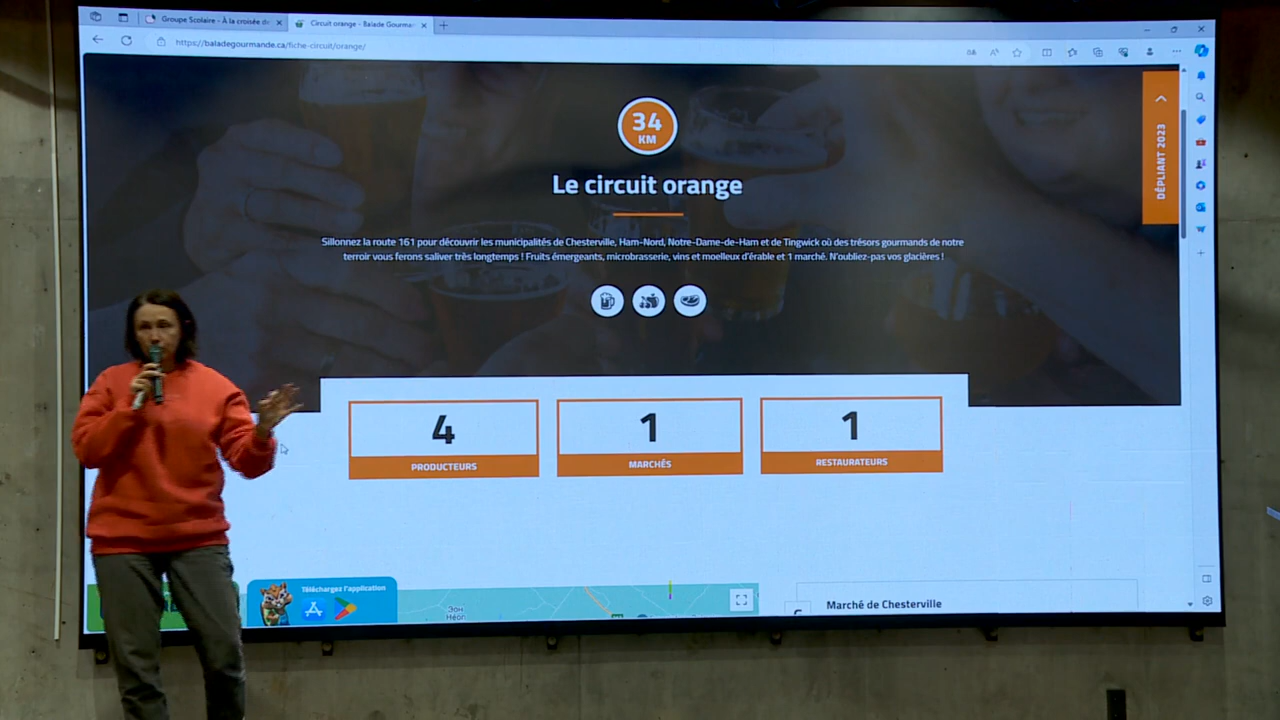 Groupe Scolaire - À la croisée de
Circuit orange - Balade Gourma
https://baladegourmande.ca/fiche-circuit/orange/
34
KM
DÉPLIANT 2023
Le circuit orange
Sillonnez la route 161 pour découvrir les municipalités de Chesterville, Ham-Nord, Notre-Dame-de-Ham et de Tingwick où des trésors gourmands de notre
terroir vous ferons saliver très longtemps ! Fruits émergeants, microbrasserie, vins et moelleux d'érable et 1 marché. N'oubliez-pas vos glacières !
4
PRODUCTEURS
1
MARCHÉS
1
RESTAURATEURS
Téléchargez l'application
Зон
Неоп
Marché de Chesterville